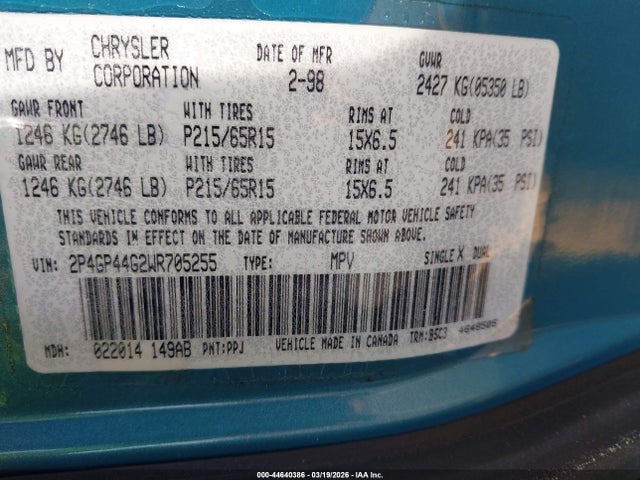 MFD BY CHRYSLER CORPORATION DATE OF MFR 2-98 GVWR 2427 KG(05350 LB)
GAWR FRONT WITH TIRES RIMS AT COLD
1246 KG(2746 LB) P215/65R15 15X6.5 241 KPA(35 PSI)
GAWR REAR WITH TIRES RIMS AT COLD
1246 KG(2746 LB) P215/65R15 15X6.5 241 KPA(35 PSI)
THIS VEHICLE CONFORMS TO ALL APPLICABLE FEDERAL MOTOR VEHICLE SAFETY
STANDARDS IN EFFECT ON THE DATE OF MANUFACTURE SHOWN ABOVE.
VIN: 2P4GP44G2WR705255 TYPE: MPV SINGLE X DUAL
MDH: 022014 149AB PNT:PPJ VEHICLE MADE IN CANADA TRM:B5C3 4648505
000-44640386 | 03/19/2026 | IAA Inc.